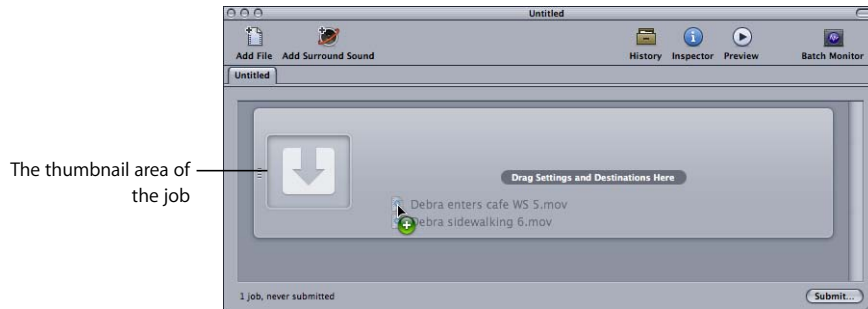 Untitled
Add File Add Surround Sound History Inspector Preview Batch Monitor
Untitled
The thumbnail area of
the job
Drag Settings and Destinations Here
Debra enters cafe WS 5.mov
Debra sidewalking 6.mov
1 job, never submitted
Submit...